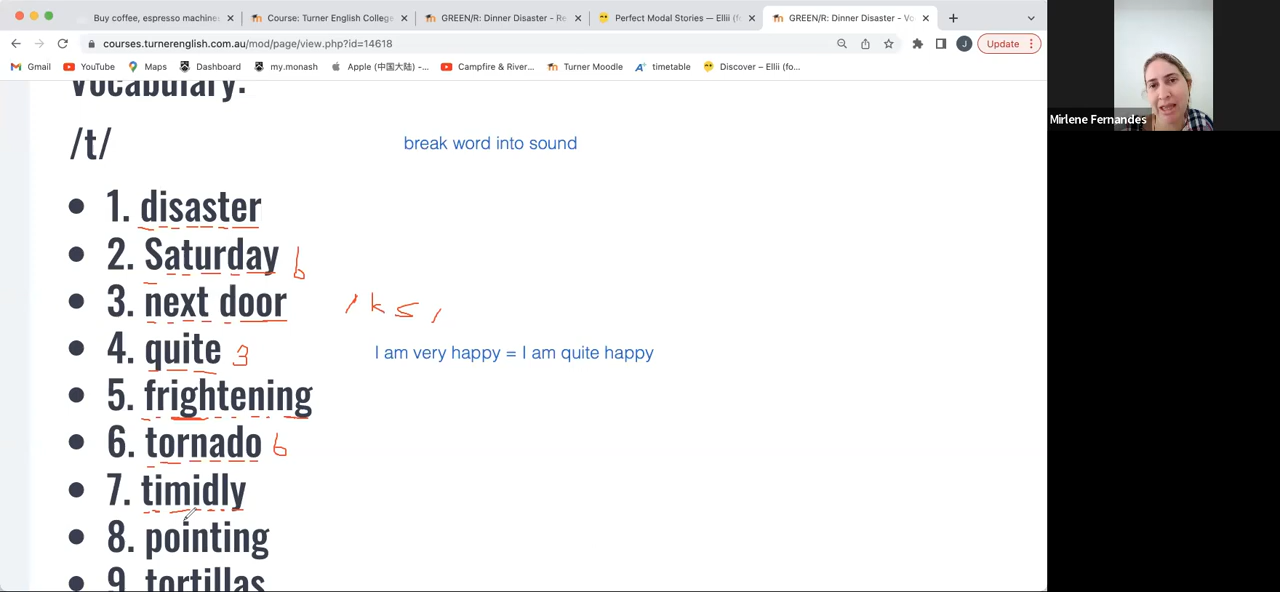 Buy coffee, espresso machine
Course: Turner English College
GREEN/R: Dinner Disaster - Re
Perfect Modal Stories — Ellii (f
GREEN/R: Dinner Disaster - Vo
courses.turnerenglish.com.au/mod/page/view.php?id=14618
J
Update
Gmail
YouTube
Maps
Dashboard
my.monash
Apple (中国大陆) -...
Campfire & River...
Turner Moodle
timetable
Discover – Ellii (fo...
Mirlene Fernandes
Vocabulary:
/t/
break word into sound
1. disaster
2. Saturday 6
3. next door /ks/
4. quite 3
I am very happy = I am quite happy
5. frightening
6. tornado 6
7. timidly
8. pointing
9. tortillas